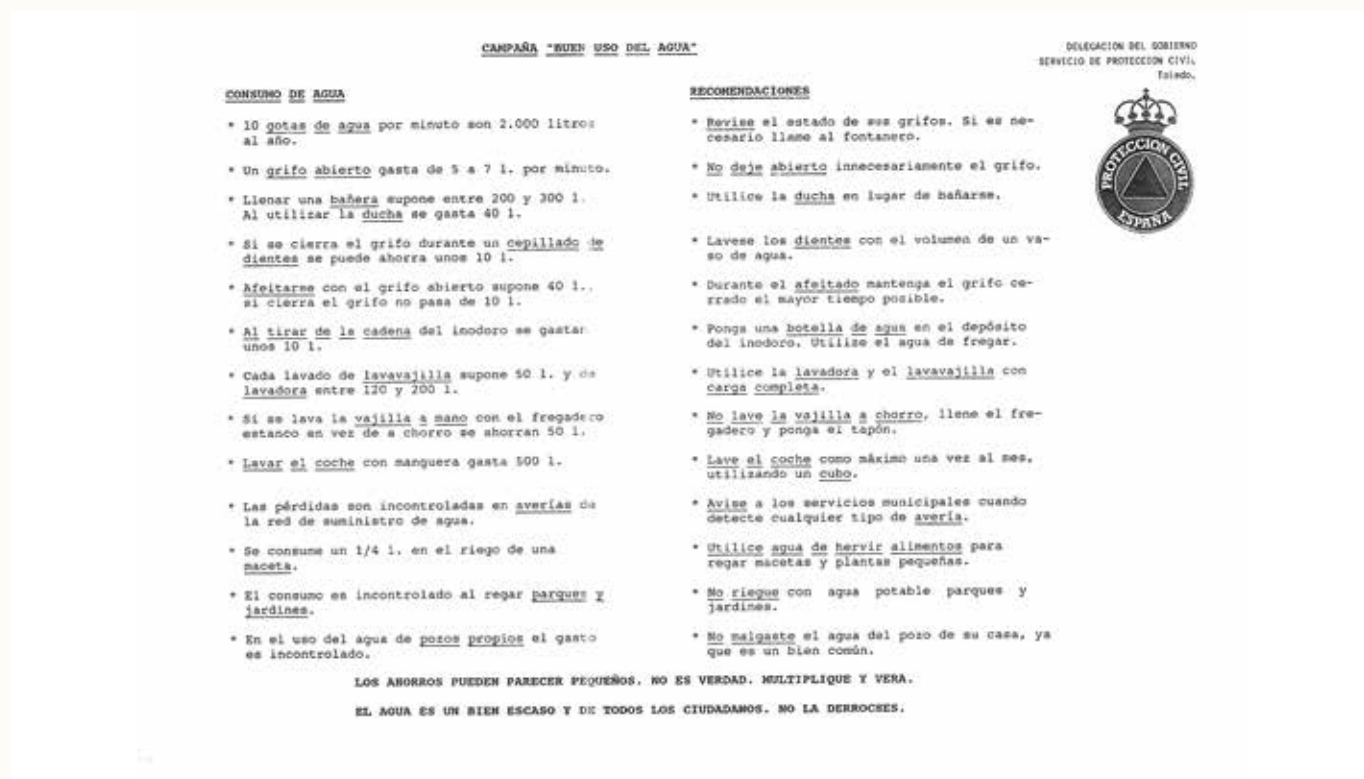 CAMPAÑA "BUEN USO DEL AGUA"
DELEGACION DEL GOBIERNO
SERVICIO DE PROTECCION CIVIL
Toledo.
CONSUMO DE AGUA
* 10 gotas de agua por minuto son 2.000 litros
al año.
* Un grifo abierto gasta de 5 a 7 l. por minuto.
* Llenar una bañera supone entre 200 y 300 l.
Al utilizar la ducha se gasta 40 l.
* Si se cierra el grifo durante un cepillado de
dientes se puede ahorra unos 10 l.
* Afeitarse con el grifo abierto supone 40 l.,
si cierra el grifo no pasa de 10 l.
* Al tirar de la cadena del inodoro se gastan
unos 10 l.
* Cada lavado de lavavajilla supone 50 l. y de
lavadora entre 120 y 200 l.
* Si se lava la vajilla a mano con el fregadero
estanco en vez de a chorro se ahorran 50 l.
* Lavar el coche con manguera gasta 500 l.
* Las pérdidas son incontroladas en averías de
la red de suministro de agua.
* Se consume un 1/4 l. en el riego de una
maceta.
* El consumo es incontrolado al regar parques y
jardines.
* En el uso del agua de pozos propios el gasto
es incontrolado.
RECOMENDACIONES
* Revise el estado de sus grifos. Si es ne-
cesario llame al fontanero.
* No deje abierto innecesariamente el grifo.
* Utilice la ducha en lugar de bañarse.
* Lavese los dientes con el volumen de un va-
so de agua.
* Durante el afeitado mantenga el grifo ce-
rrado el mayor tiempo posible.
* Ponga una botella de agua en el depósito
del inodoro. Utilize el agua de fregar.
* Utilice la lavadora y el lavavajilla con
carga completa.
* No lave la vajilla a chorro, llene el fre-
gadero y ponga el tapón.
* Lave el coche como máximo una vez al mes,
utilizando un cubo.
* Avise a los servicios municipales cuando
detecte cualquier tipo de avería.
* Utilice agua de hervir alimentos para
regar macetas y plantas pequeñas.
* No riegue con agua potable parques y
jardines.
* No malgaste el agua del pozo de su casa, ya
que es un bien común.
PROTECCION CIVIL
ESPAÑA
LOS AHORROS PUEDEN PARECER PEQUEÑOS. NO ES VERDAD. MULTIPLIQUE Y VERA.
EL AGUA ES UN BIEN ESCASO Y DE TODOS LOS CIUDADANOS. NO LA DERROCHES.